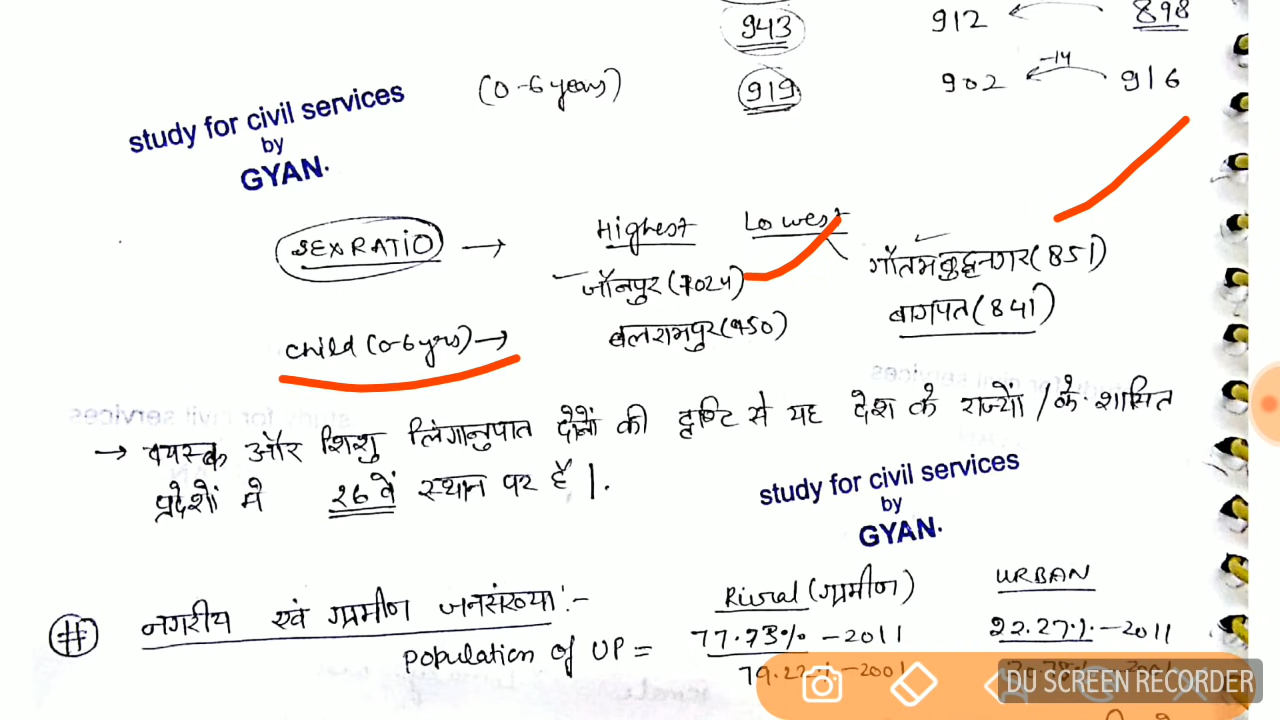 943 912 898
(0-6 years) 919 902 -14 916
study for civil services
by
GYAN.
SEX RATIO → Highest Lowest
जौनपुर (1024) गौतमबुद्धनगर (851)
child (0-6 yrs) → बलरामपुर (950) बागपत (841)
→ वयस्क और शिशु लिंगानुपात दोनों की दृष्टि से यह देश के राज्यों / के. शासित
प्रदेशों मे 26 वें स्थान पर है |.
study for civil services
by
GYAN.
# नगरीय एवं ग्रामीण जनसंख्या :- Rural (ग्रामीण) URBAN
population of UP = 77.73% - 2011 22.27% - 2011
79.22% - 2001
DU SCREEN RECORDER